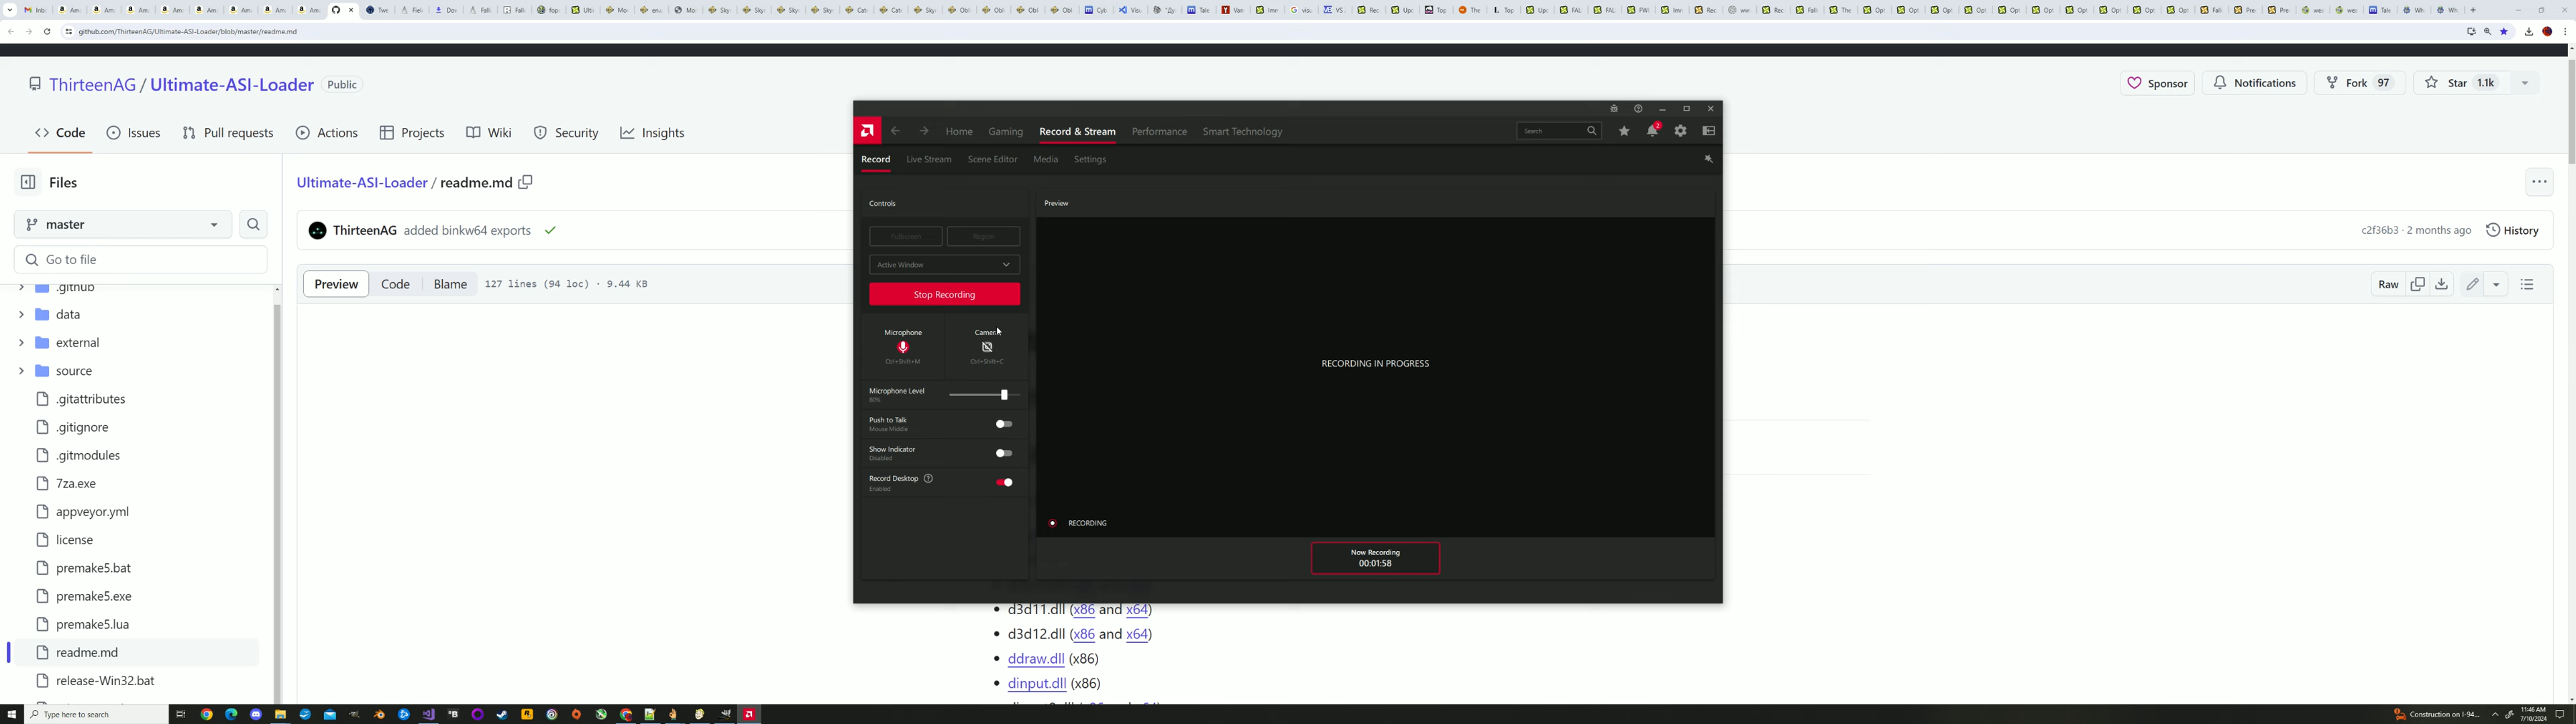 github.com/ThirteenAG/Ultimate-ASI-Loader/blob/master/readme.md
ThirteenAG / Ultimate-ASI-Loader Public
Sponsor Notifications Fork 97 Star 1.1k
Code Issues Pull requests Actions Projects Wiki Security Insights
Files
master
Go to file
.github
data
external
source
.gitattributes
.gitignore
.gitmodules
7za.exe
appveyor.yml
license
premake5.bat
premake5.exe
premake5.lua
readme.md
release-Win32.bat
Ultimate-ASI-Loader / readme.md
ThirteenAG added binkw64 exports
c2f36b3 · 2 months ago History
Preview Code Blame 127 lines (94 loc) · 9.44 KB
Raw
Home Gaming Record & Stream Performance Smart Technology
Search
2
Record Live Stream Scene Editor Media Settings
Controls
Fullscreen Region
Active Window
Stop Recording
Microphone Camera
Ctrl+Shift+M Ctrl+Shift+C
Microphone Level
80%
Push to Talk
Mouse Middle
Show Indicator
Disabled
Record Desktop
Enabled
Preview
RECORDING IN PROGRESS
RECORDING
Now Recording
00:01:58
d3d11.dll (x86 and x64)
d3d12.dll (x86 and x64)
ddraw.dll (x86)
dinput.dll (x86)
Type here to search
Construction on I-94...
11:46 AM
7/10/2024